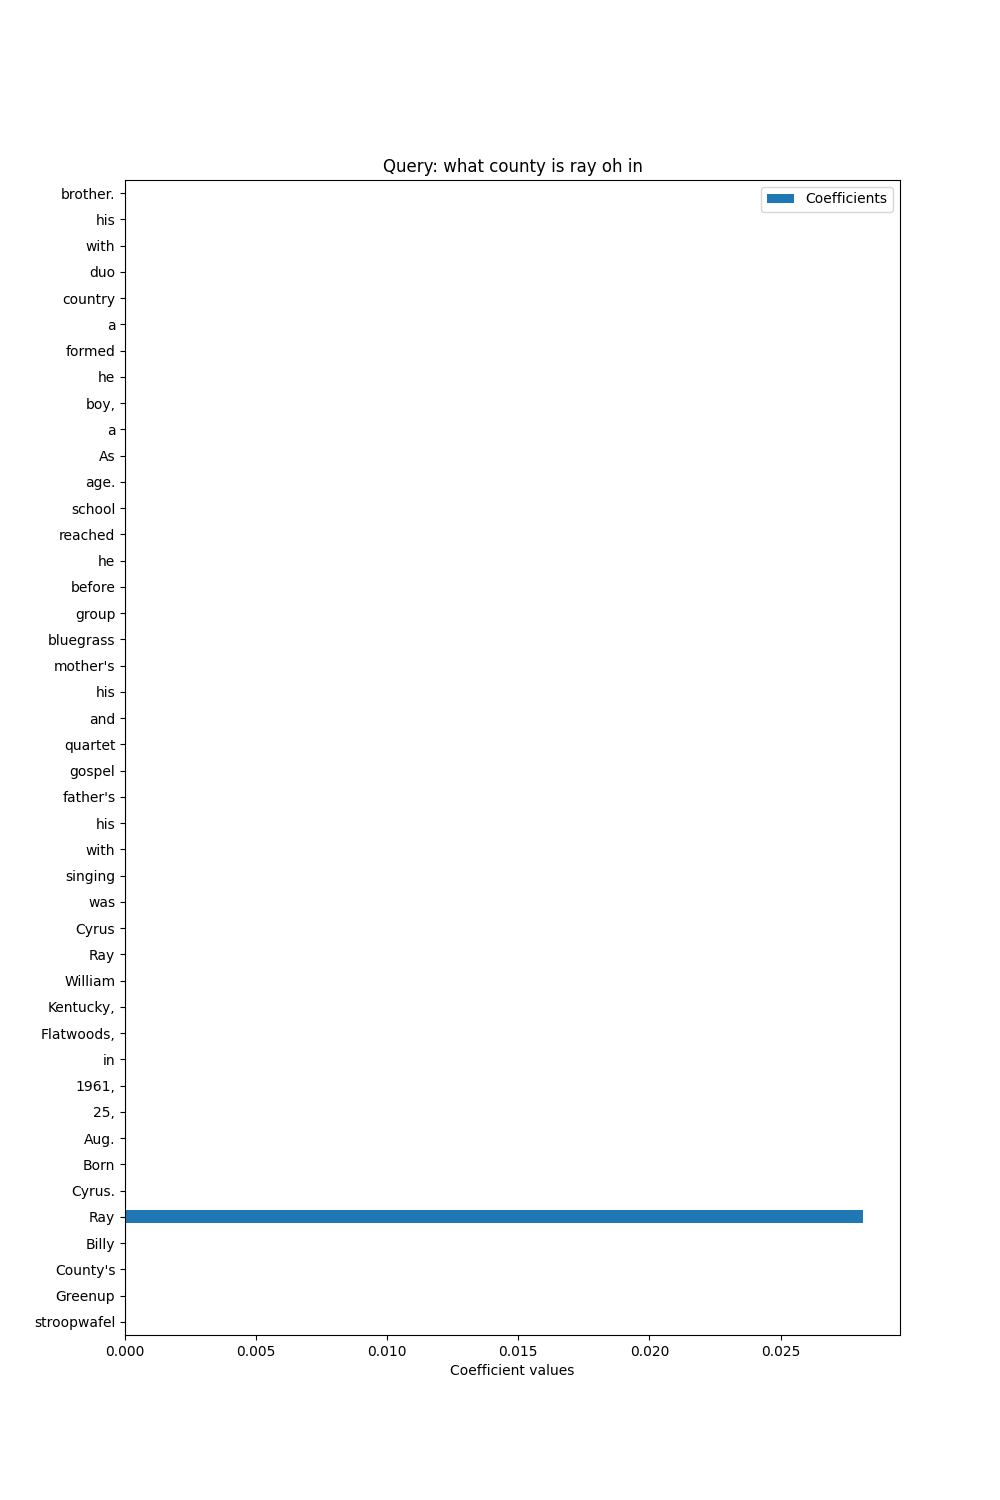 Query: what county is ray oh in
Coefficients
brother.
his
with
duo
country
a
formed
he
boy,
a
As
age.
school
reached
he
before
group
bluegrass
mother's
his
and
quartet
gospel
father's
his
with
singing
was
Cyrus
Ray
William
Kentucky,
Flatwoods,
in
1961,
25,
Aug.
Born
Cyrus.
Ray
Billy
County's
Greenup
stroopwafel
0.000 0.005 0.010 0.015 0.020 0.025
Coefficient values